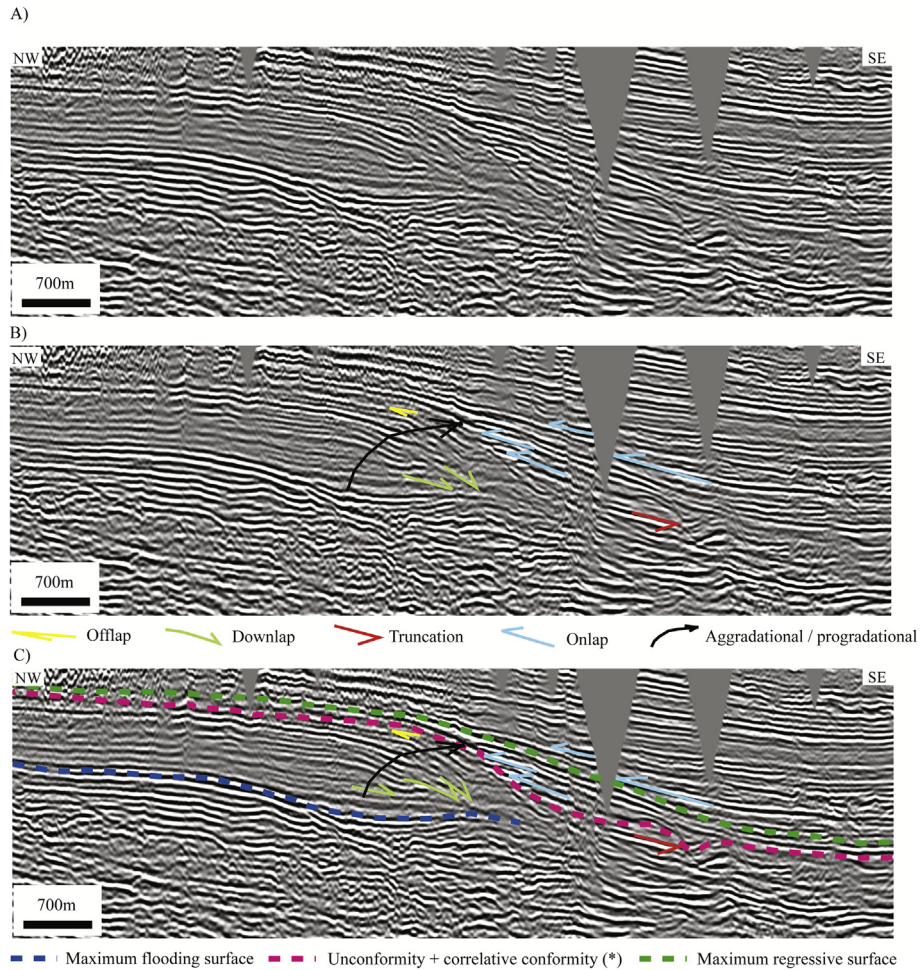 A)
NW SE
700m
B)
NW SE
700m
Offlap Downlap Truncation Onlap Aggradational / progradational
C)
NW SE
700m
Maximum flooding surface Unconformity + correlative conformity (*) Maximum regressive surface